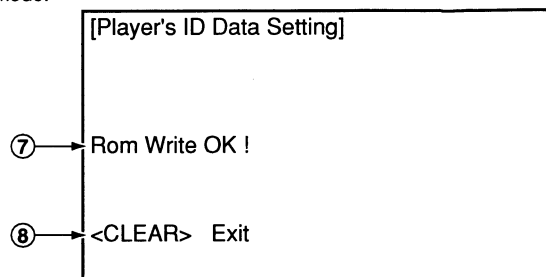 [Player's ID Data Setting]
⑦ Rom Write OK !
⑧ <CLEAR> Exit